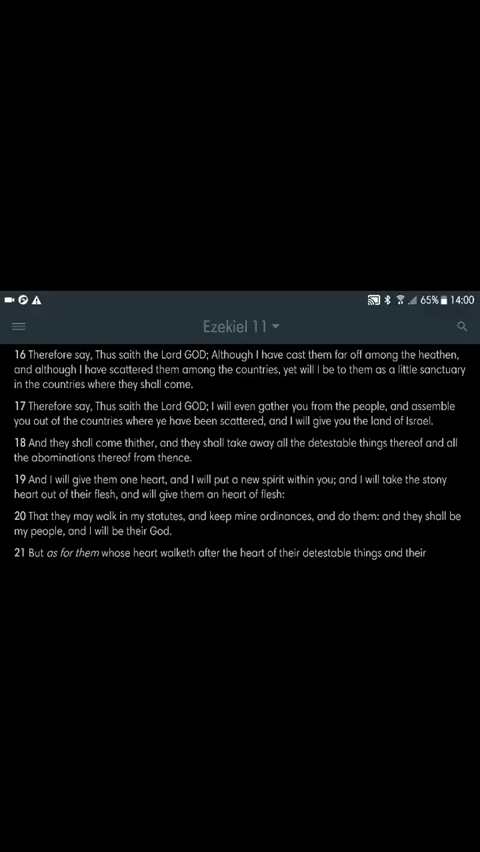 65% 14:00
Ezekiel 11
16 Therefore say, Thus saith the Lord GOD; Although I have cast them far off among the heathen,
and although I have scattered them among the countries, yet will I be to them as a little sanctuary
in the countries where they shall come.
17 Therefore say, Thus saith the Lord GOD; I will even gather you from the people, and assemble
you out of the countries where ye have been scattered, and I will give you the land of Israel.
18 And they shall come thither, and they shall take away all the detestable things thereof and all
the abominations thereof from thence.
19 And I will give them one heart, and I will put a new spirit within you; and I will take the stony
heart out of their flesh, and will give them an heart of flesh:
20 That they may walk in my statutes, and keep mine ordinances, and do them: and they shall be
my people, and I will be their God.
21 But as for them whose heart walketh after the heart of their detestable things and their